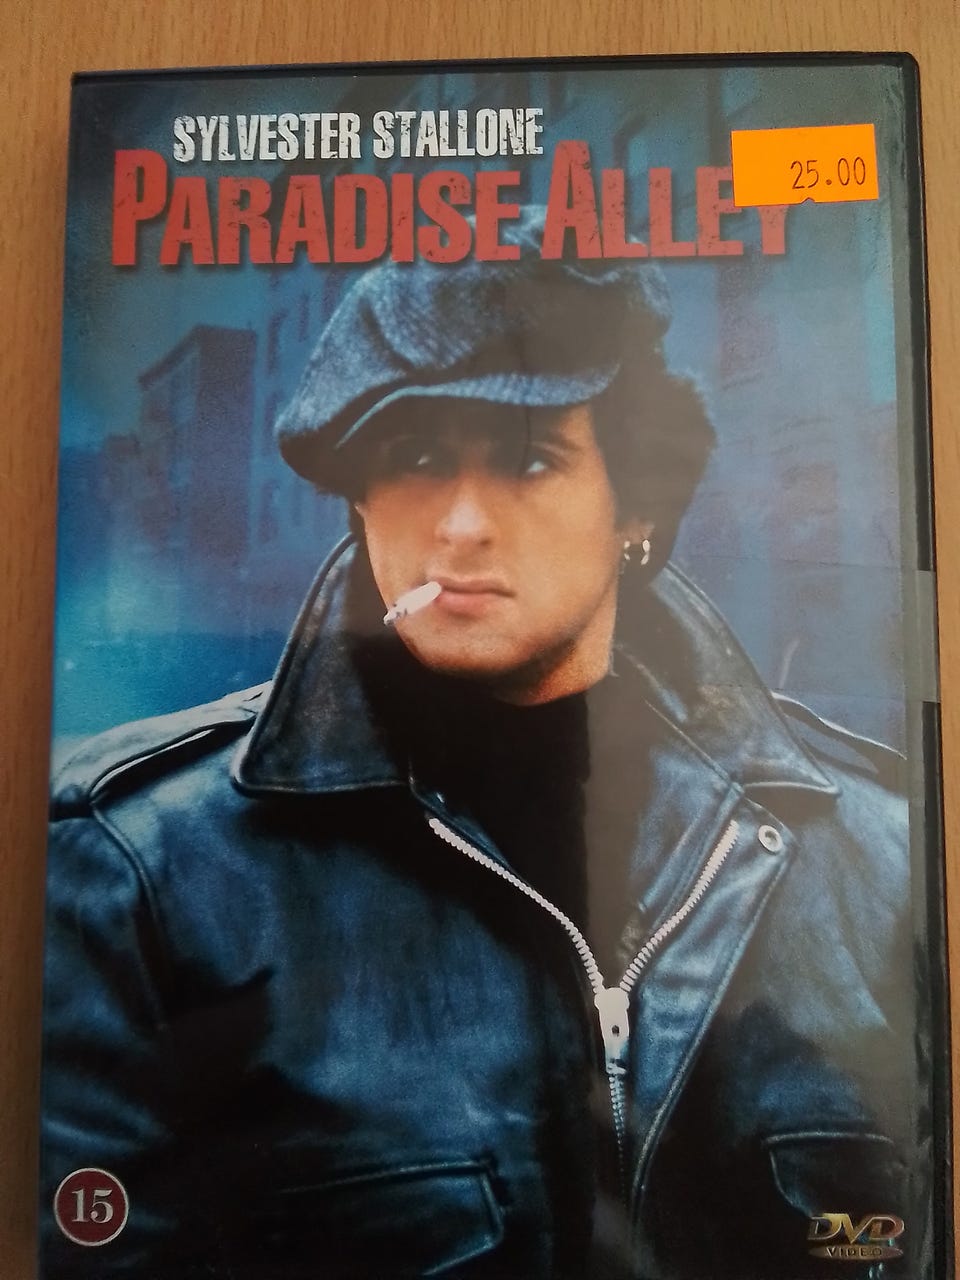 SYLVESTER STALLONE
PARADISE ALLEY
25.00
15
DVD
VIDEO